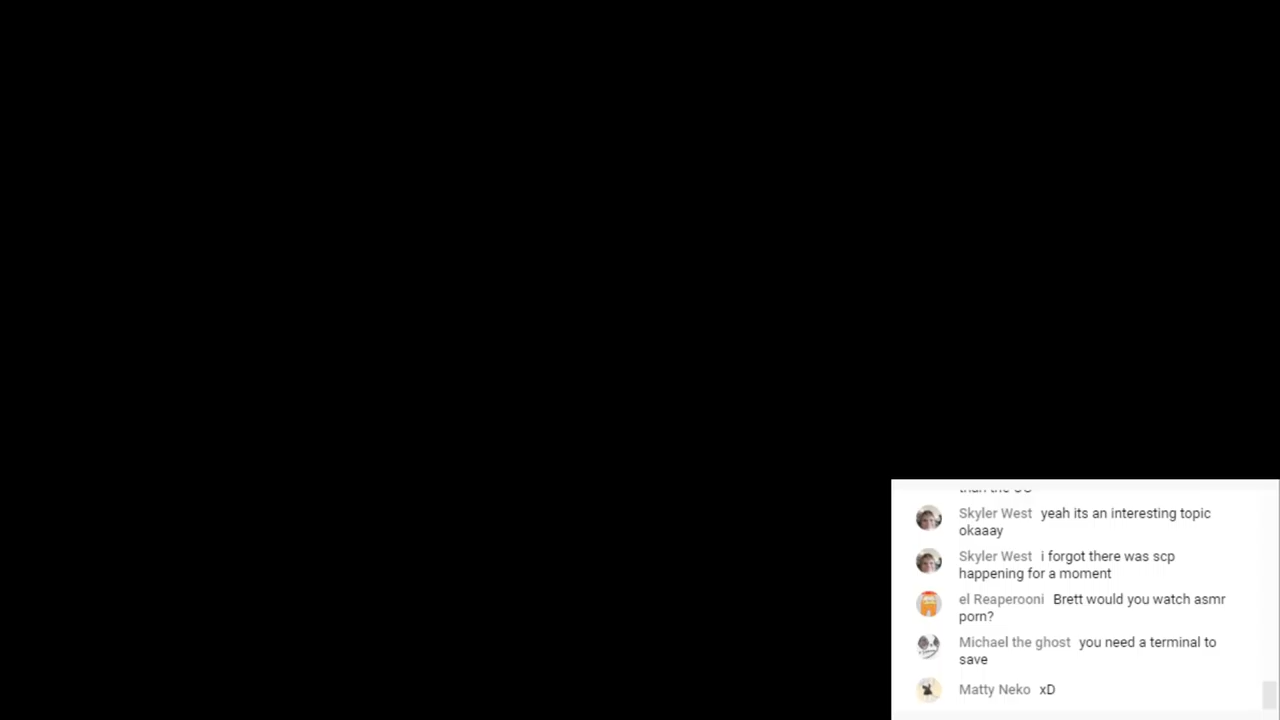 Skyler West yeah its an interesting topic
okaaay
Skyler West i forgot there was scp
happening for a moment
el Reaperooni Brett would you watch asmr
porn?
Michael the ghost you need a terminal to
save
Matty Neko xD